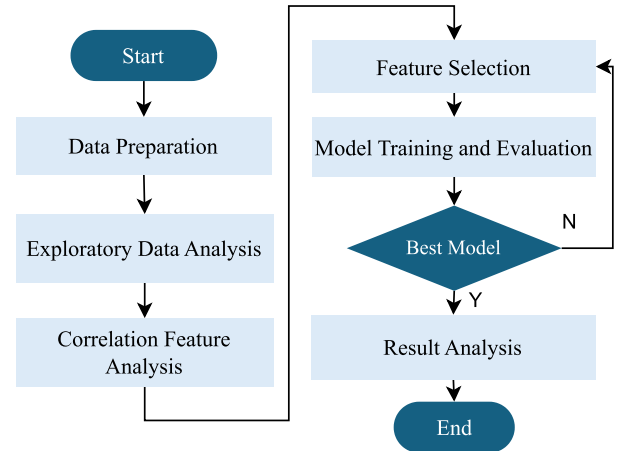 Start
Data Preparation
Exploratory Data Analysis
Correlation Feature
Analysis
Feature Selection
Model Training and Evaluation
Best Model
N
Y
Result Analysis
End